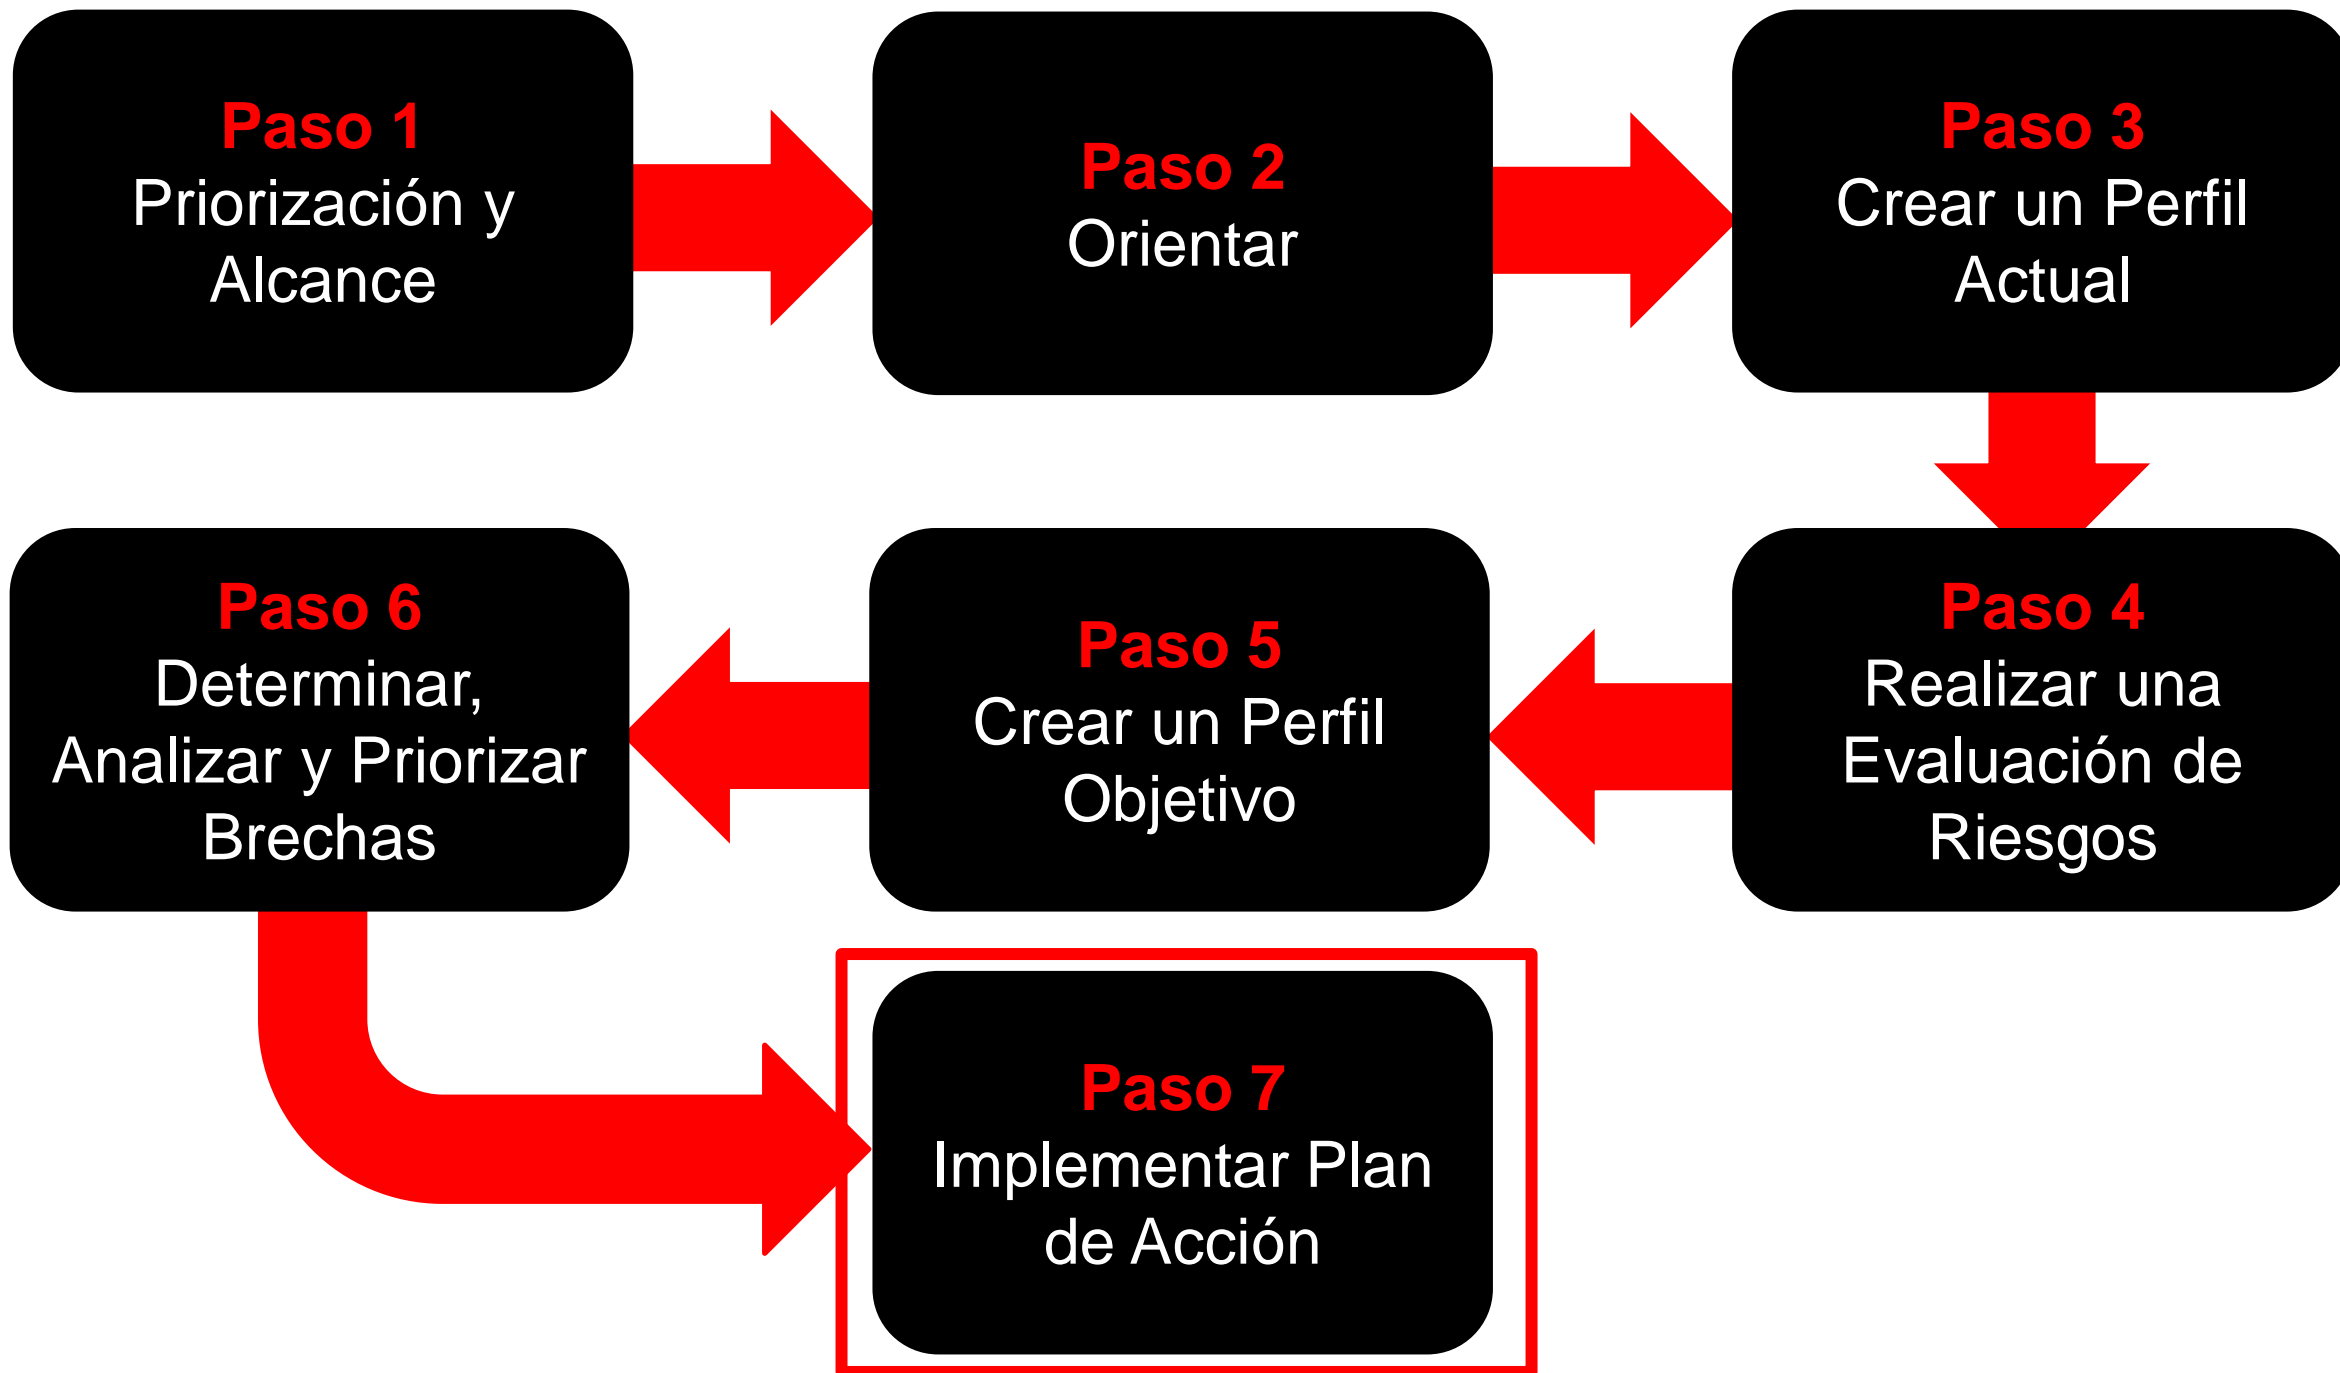 Paso 1
Priorización y
Alcance
Paso 2
Orientar
Paso 3
Crear un Perfil
Actual
Paso 4
Realizar una
Evaluación de
Riesgos
Paso 5
Crear un Perfil
Objetivo
Paso 6
Determinar,
Analizar y Priorizar
Brechas
Paso 7
Implementar Plan
de Acción